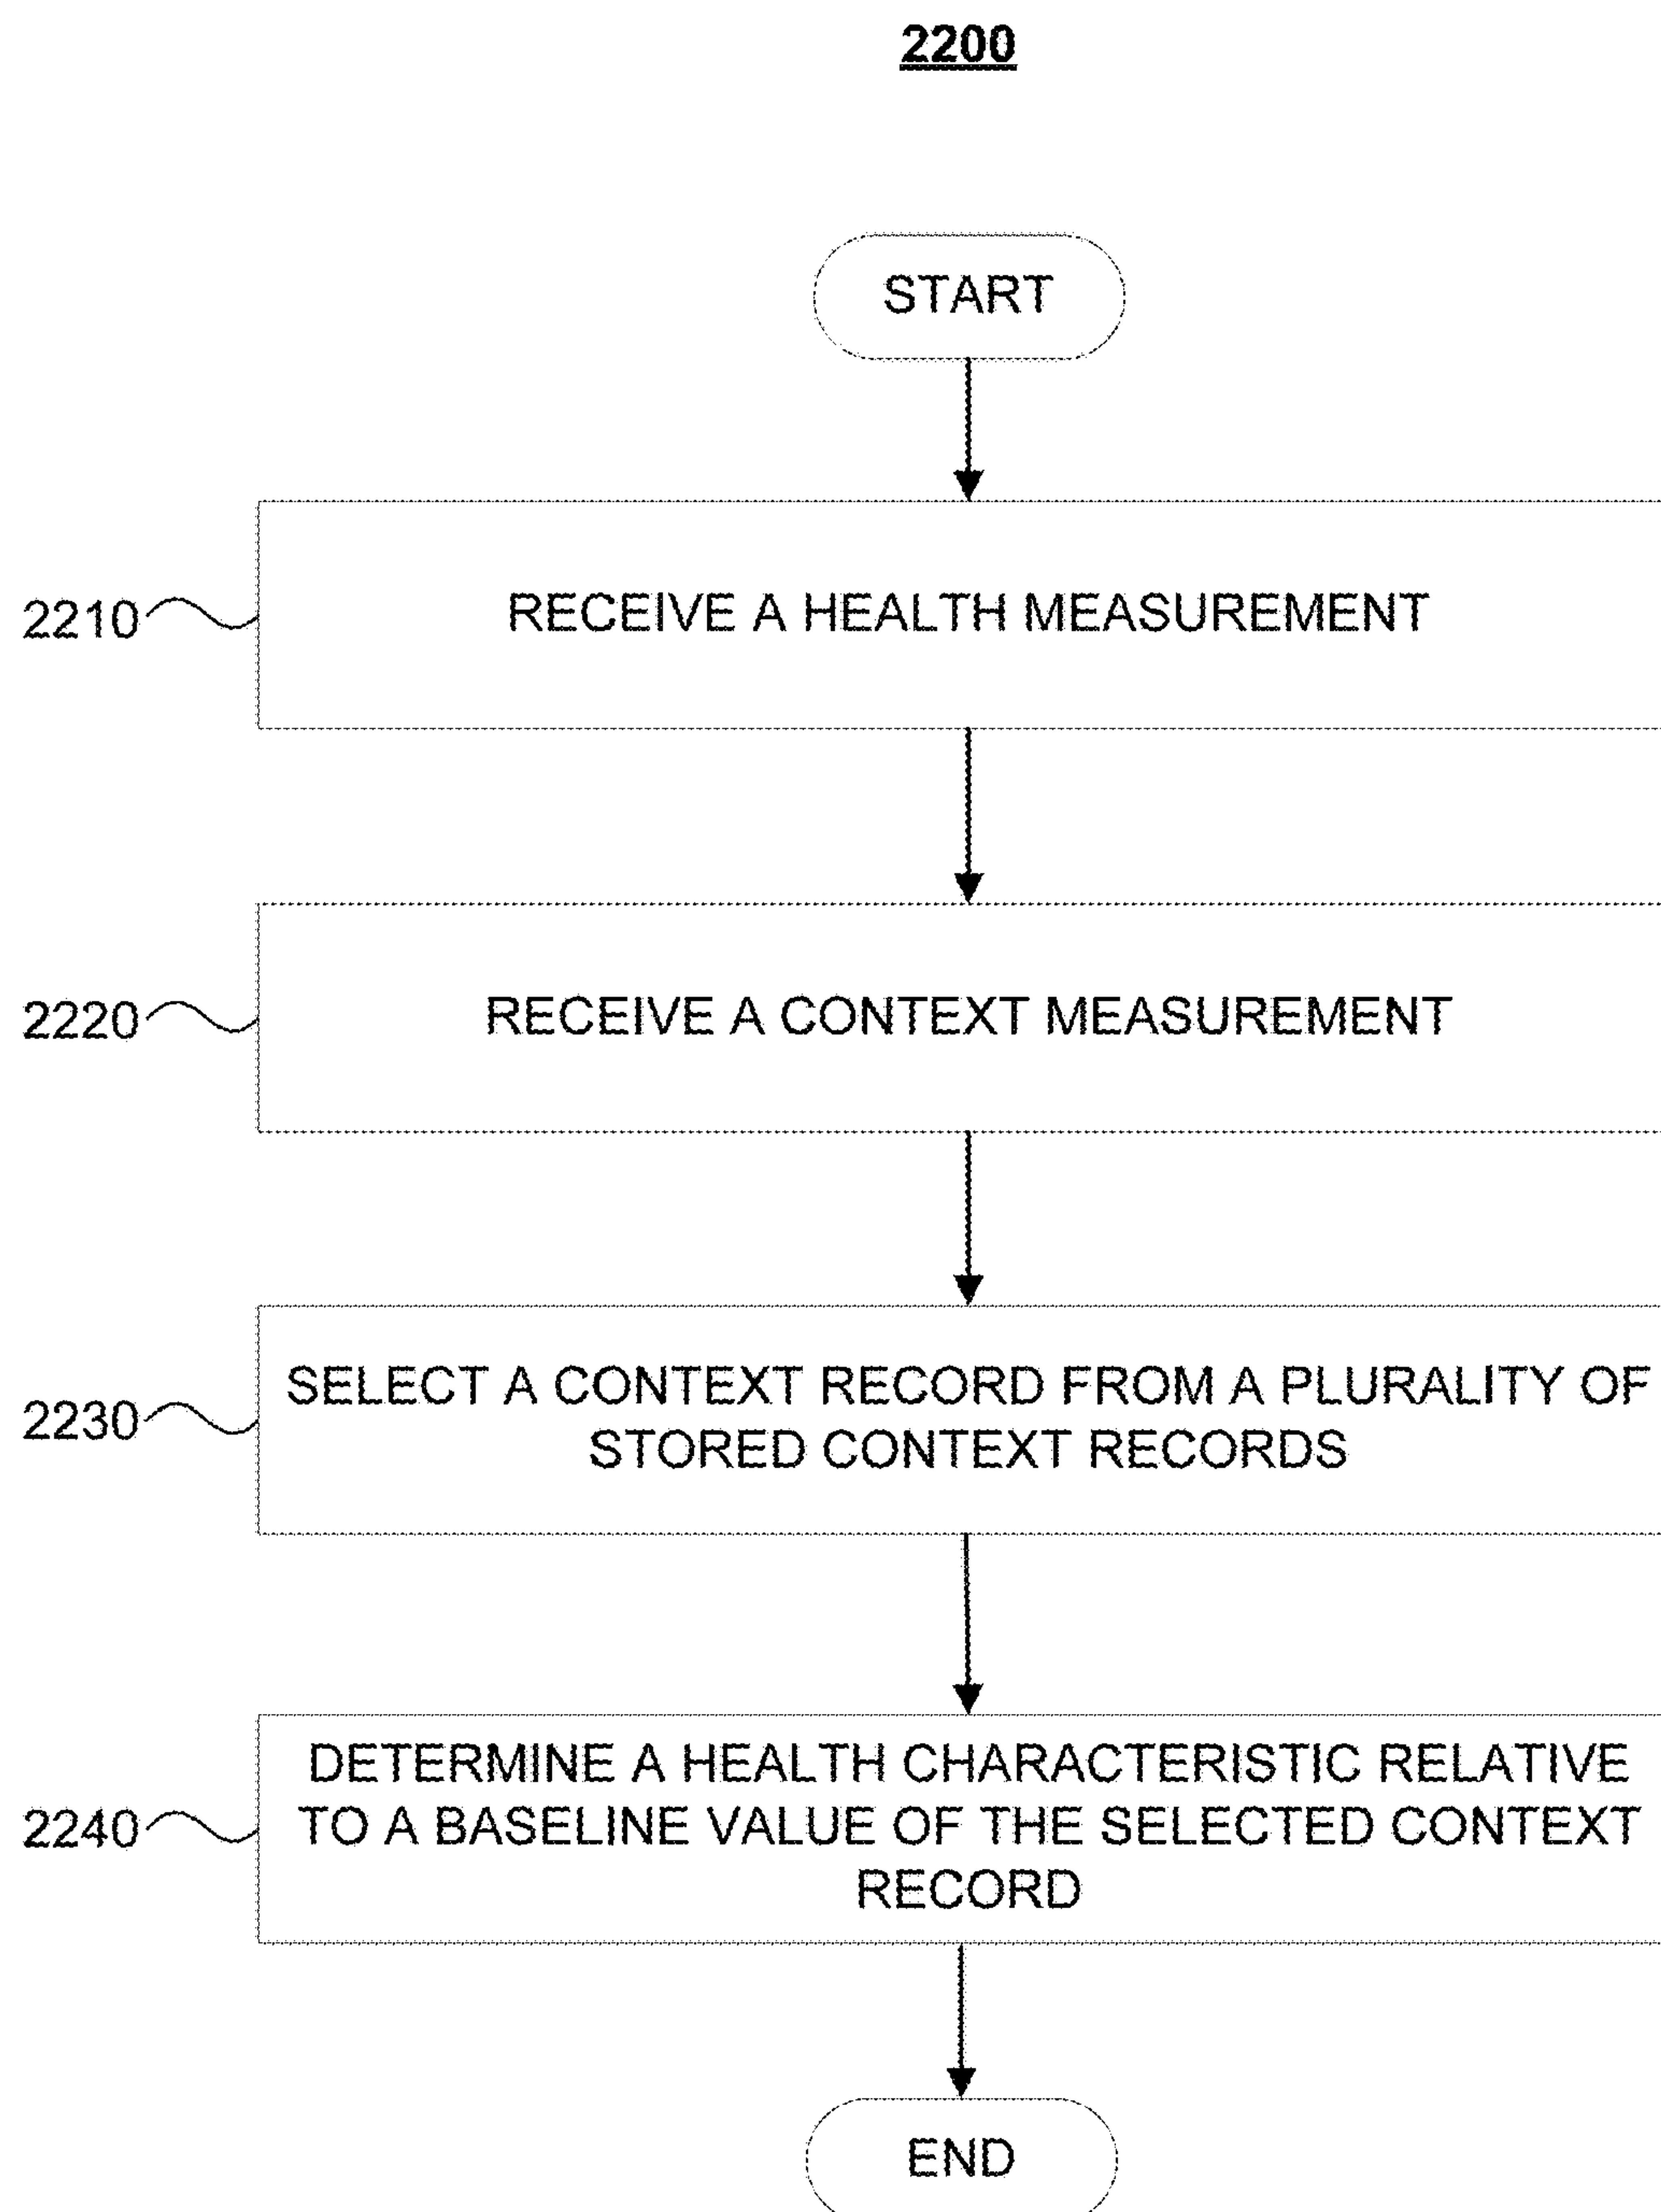 2200
START
2210
RECEIVE A HEALTH MEASUREMENT
2220
RECEIVE A CONTEXT MEASUREMENT
2230
SELECT A CONTEXT RECORD FROM A PLURALITY OF
STORED CONTEXT RECORDS
2240
DETERMINE A HEALTH CHARACTERISTIC RELATIVE
TO A BASELINE VALUE OF THE SELECTED CONTEXT
RECORD
END